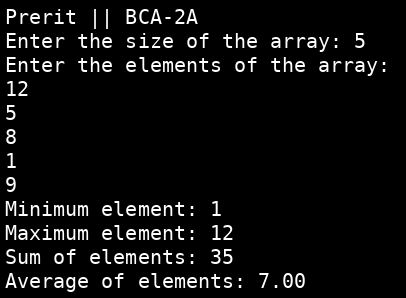 Prerit || BCA-2A
Enter the size of the array: 5
Enter the elements of the array:
12
5
8
1
9
Minimum element: 1
Maximum element: 12
Sum of elements: 35
Average of elements: 7.00